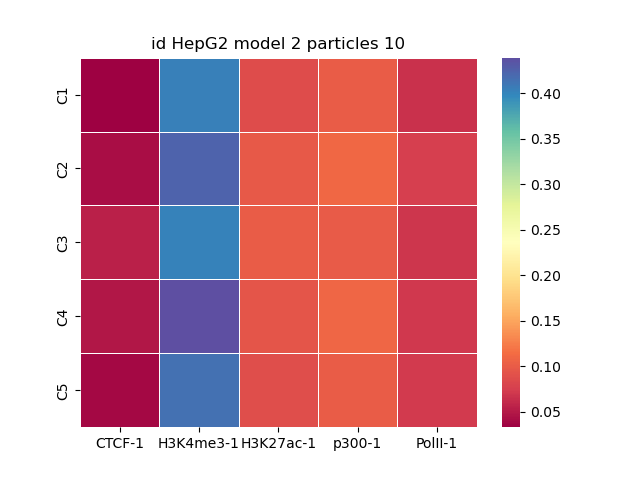 id HepG2 model 2 particles 10
C1
C2
C3
C4
C5
CTCF-1 H3K4me3-1 H3K27ac-1 p300-1 PolII-1
0.40
0.35
0.30
0.25
0.20
0.15
0.10
0.05